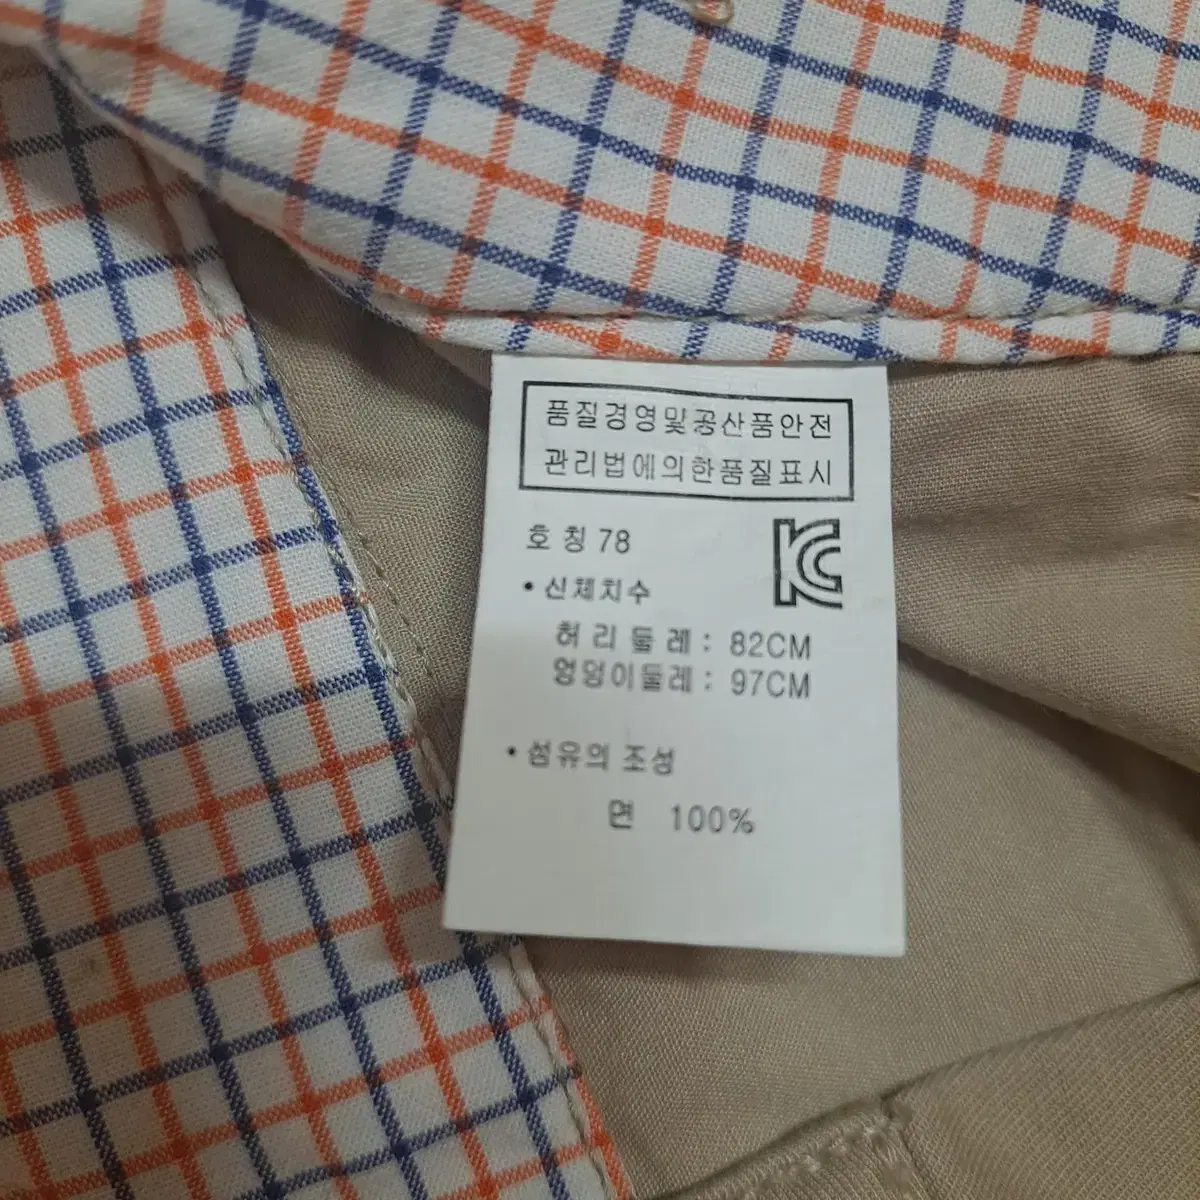 품질경영및공산품안전
관리법에의한품질표시
호 칭 78
KC
• 신체치수
허 리 둘 레 : 82CM
엉덩이둘레 : 97CM
• 섬유의 조성
면 100%